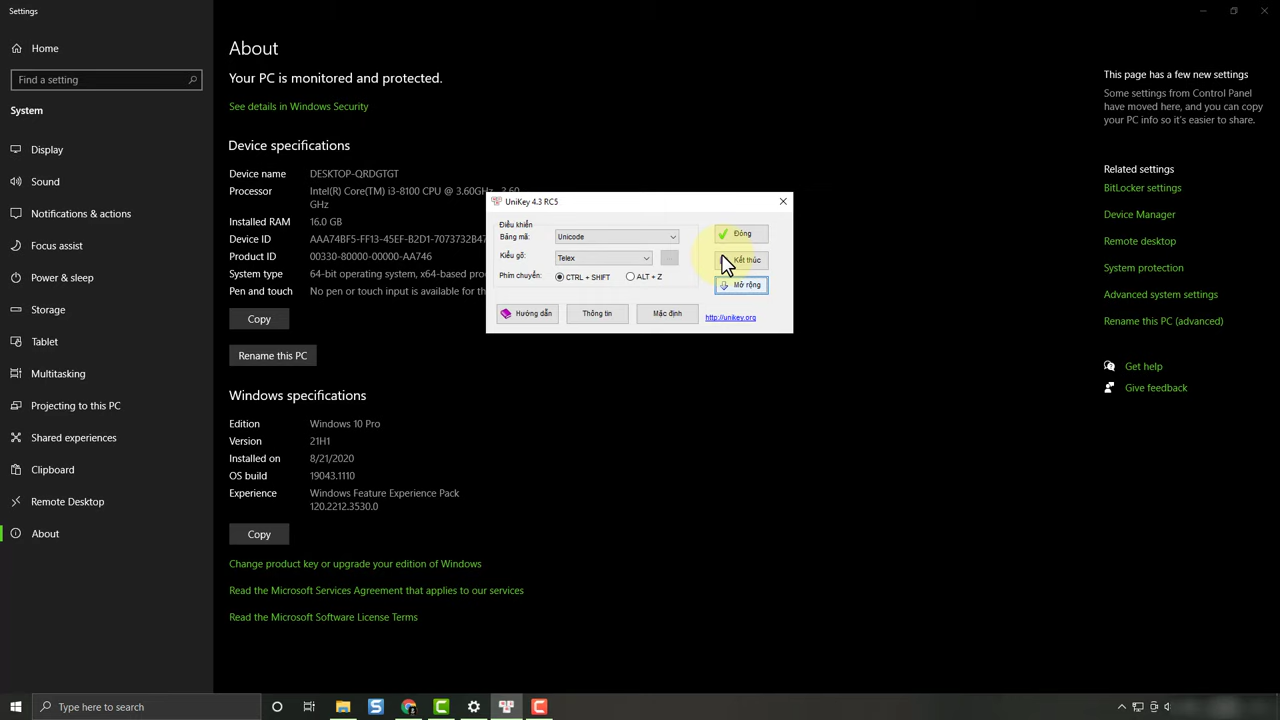 Settings
Home
Find a setting
System
Display
Sound
Notifications & actions
Focus assist
Power & sleep
Storage
Tablet
Multitasking
Projecting to this PC
Shared experiences
Clipboard
Remote Desktop
About
About
Your PC is monitored and protected.
See details in Windows Security
Device specifications
Device name DESKTOP-QRDGTGT
Processor Intel(R) Core(TM) i3-8100 CPU @ 3.60GHz 3.60
GHz
Installed RAM 16.0 GB
Device ID AAA74BF5-FF13-45EF-B2D1-7073732B47
Product ID 00330-80000-00000-AA746
System type 64-bit operating system, x64-based
Pen and touch No pen or touch input is available for
Copy
Rename this PC
Windows specifications
Edition Windows 10 Pro
Version 21H1
Installed on 8/21/2020
OS build 19043.1110
Experience Windows Feature Experience Pack
120.2212.3530.0
Copy
Change product key or upgrade your edition of Windows
Read the Microsoft Services Agreement that applies to our services
Read the Microsoft Software License Terms
UniKey 4.3 RC5
Điều khiển
Bảng mã: Unicode
Kiểu gõ: Telex
...
Phím chuyển: CTRL + SHIFT ALT + Z
Đóng
Kết thúc
Mở rộng
Hướng dẫn
Thông tin
Mặc định
http://unikey.org
This page has a few new settings
Some settings from Control Panel
have moved here, and you can copy
your PC info so it's easier to share.
Related settings
BitLocker settings
Device Manager
Remote desktop
System protection
Advanced system settings
Rename this PC (advanced)
Get help
Give feedback
Type here to search